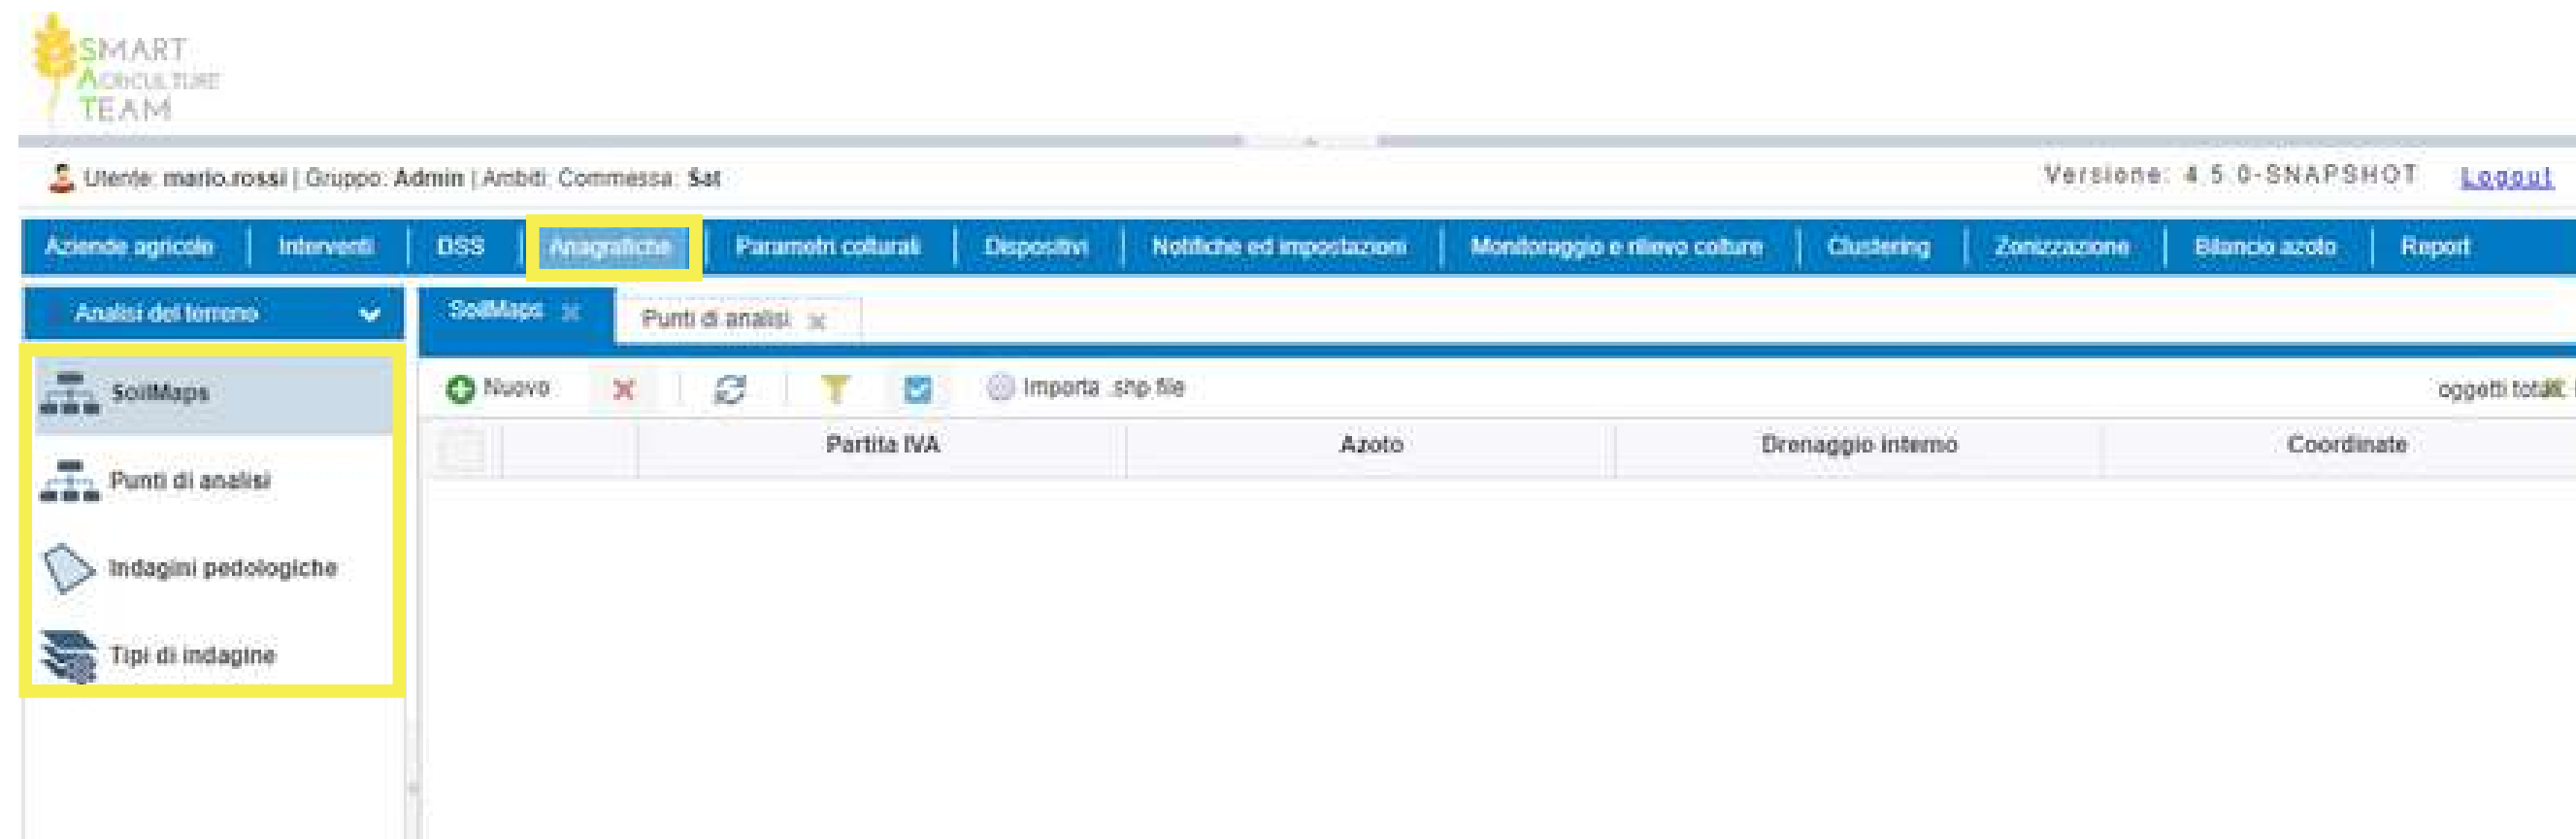 SMART
AGRICULTURE
TEAM
Utente: mario.rossi | Gruppo: Admin | Ambiti: Commessa: Sat
Versione: 4.5.0-SNAPSHOT Logout
Aziende agricole Interventi DSS Anagrafiche Parametri colturali Dispositivi Notifiche ed impostazioni Monitoraggio e rilievo colture Clustering Zonizzazione Bilancio azoto Report
Analisi del terreno SoilMaps Punti di analisi
SoilMaps
Nuovo Importa .shp file oggetti totali:
Partita IVA Azoto Drenaggio interno Coordinate
Punti di analisi
Indagini pedologiche
Tipi di indagine